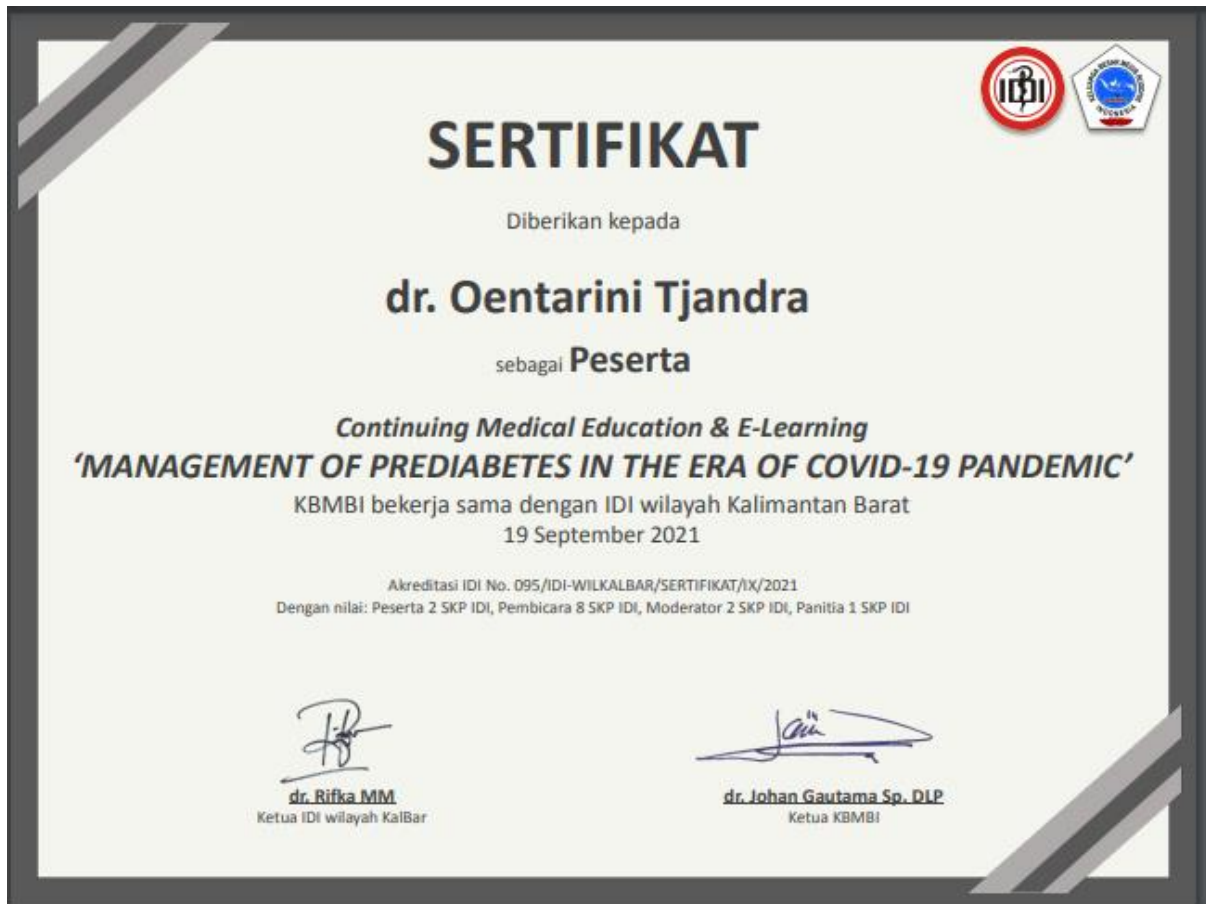 IDI
SERTIFIKAT
Diberikan kepada
dr. Oentarini Tjandra
sebagai Peserta
Continuing Medical Education & E-Learning
‘MANAGEMENT OF PREDIABETES IN THE ERA OF COVID-19 PANDEMIC’
KBMBI bekerja sama dengan IDI wilayah Kalimantan Barat
19 September 2021
Akreditasi IDI No. 095/IDI-WILKALBAR/SERTIFIKAT/IX/2021
Dengan nilai: Peserta 2 SKP IDI, Pembicara 8 SKP IDI, Moderator 2 SKP IDI, Panitia 1 SKP IDI
dr. Rifka MM
Ketua IDI wilayah KalBar
dr. Johan Gautama Sp. DLP
Ketua KBMBI